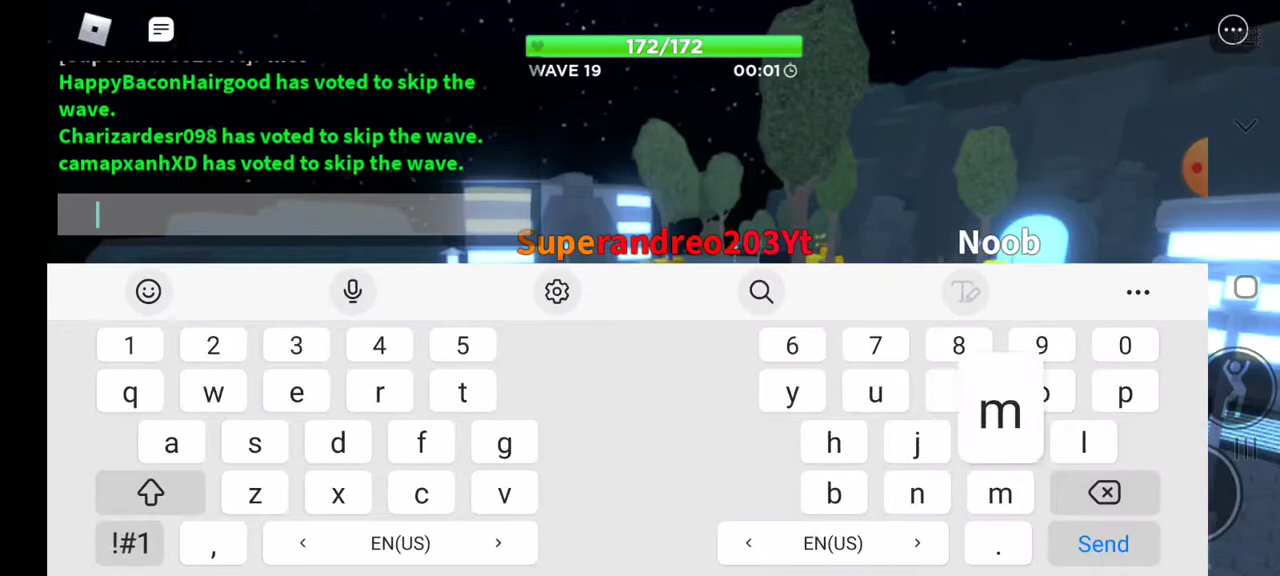 172/172
WAVE 19 00:01
HappyBaconHairgood has voted to skip the
wave.
Charizardesr098 has voted to skip the wave.
camapxanhXD has voted to skip the wave.
Superandreo203Yt Noob
1 2 3 4 5 6 7 8 9 0
q w e r t y u o p
m
a s d f g h j l
z x c v b n m
!#1 , < EN(US) > < EN(US) > . Send